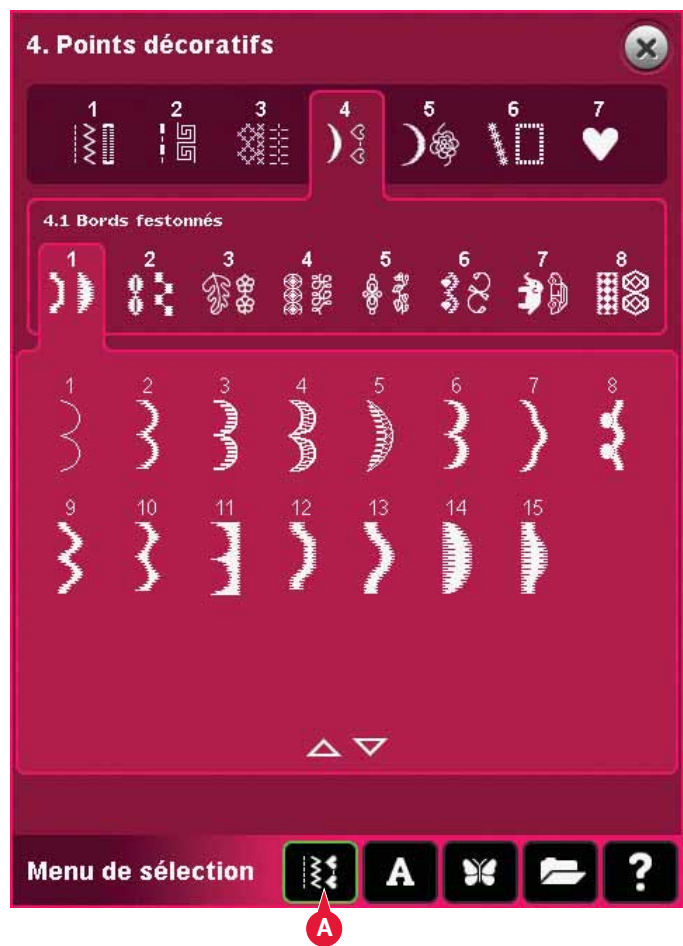 4. Points décoratifs
1 2 3 4 5 6 7
4.1 Bords festonnés
1 2 3 4 5 6 7 8
1 2 3 4 5 6 7 8
9 10 11 12 13 14 15
Menu de sélection A ?
A